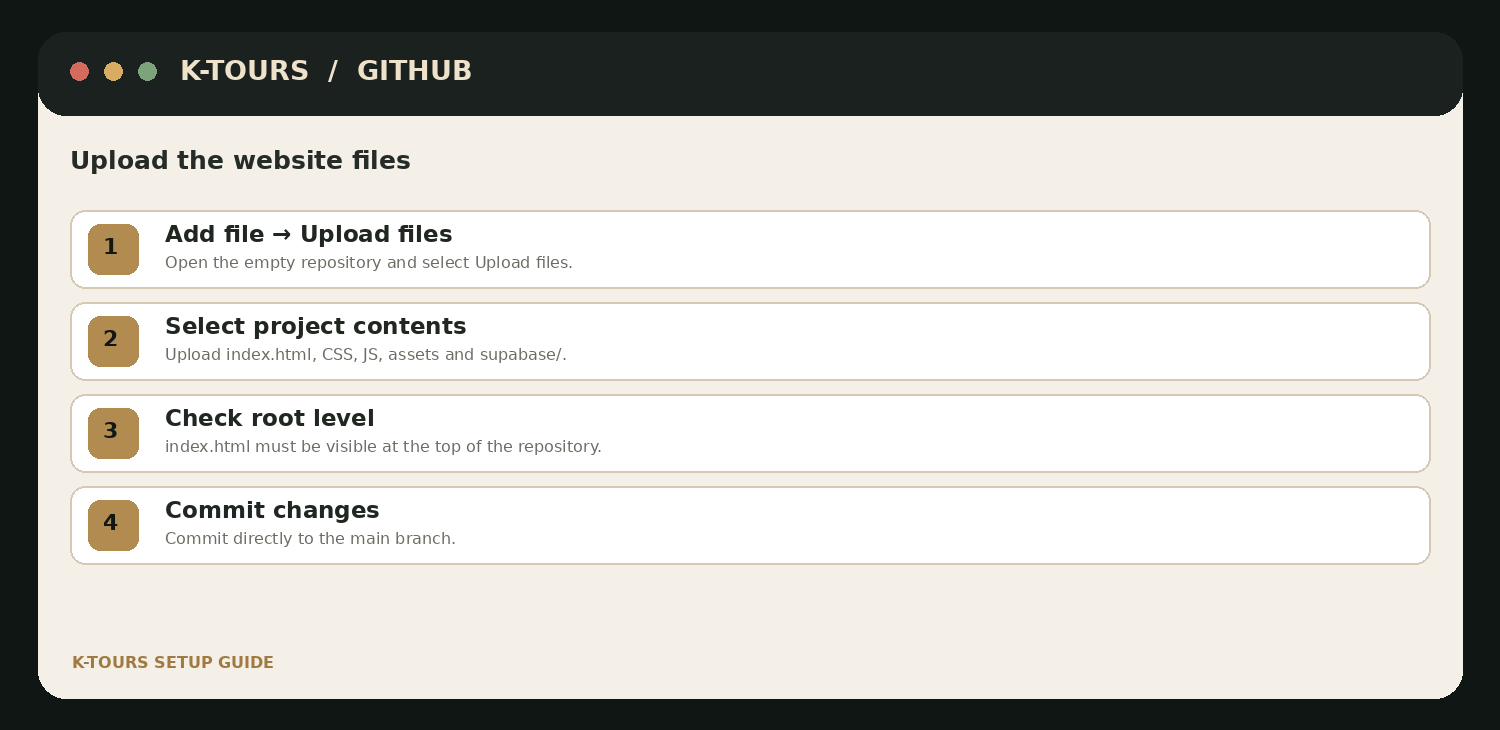 K-TOURS / GITHUB
Upload the website files
1
Add file → Upload files
Open the empty repository and select Upload files.
2
Select project contents
Upload index.html, CSS, JS, assets and supabase/.
3
Check root level
index.html must be visible at the top of the repository.
4
Commit changes
Commit directly to the main branch.
K-TOURS SETUP GUIDE